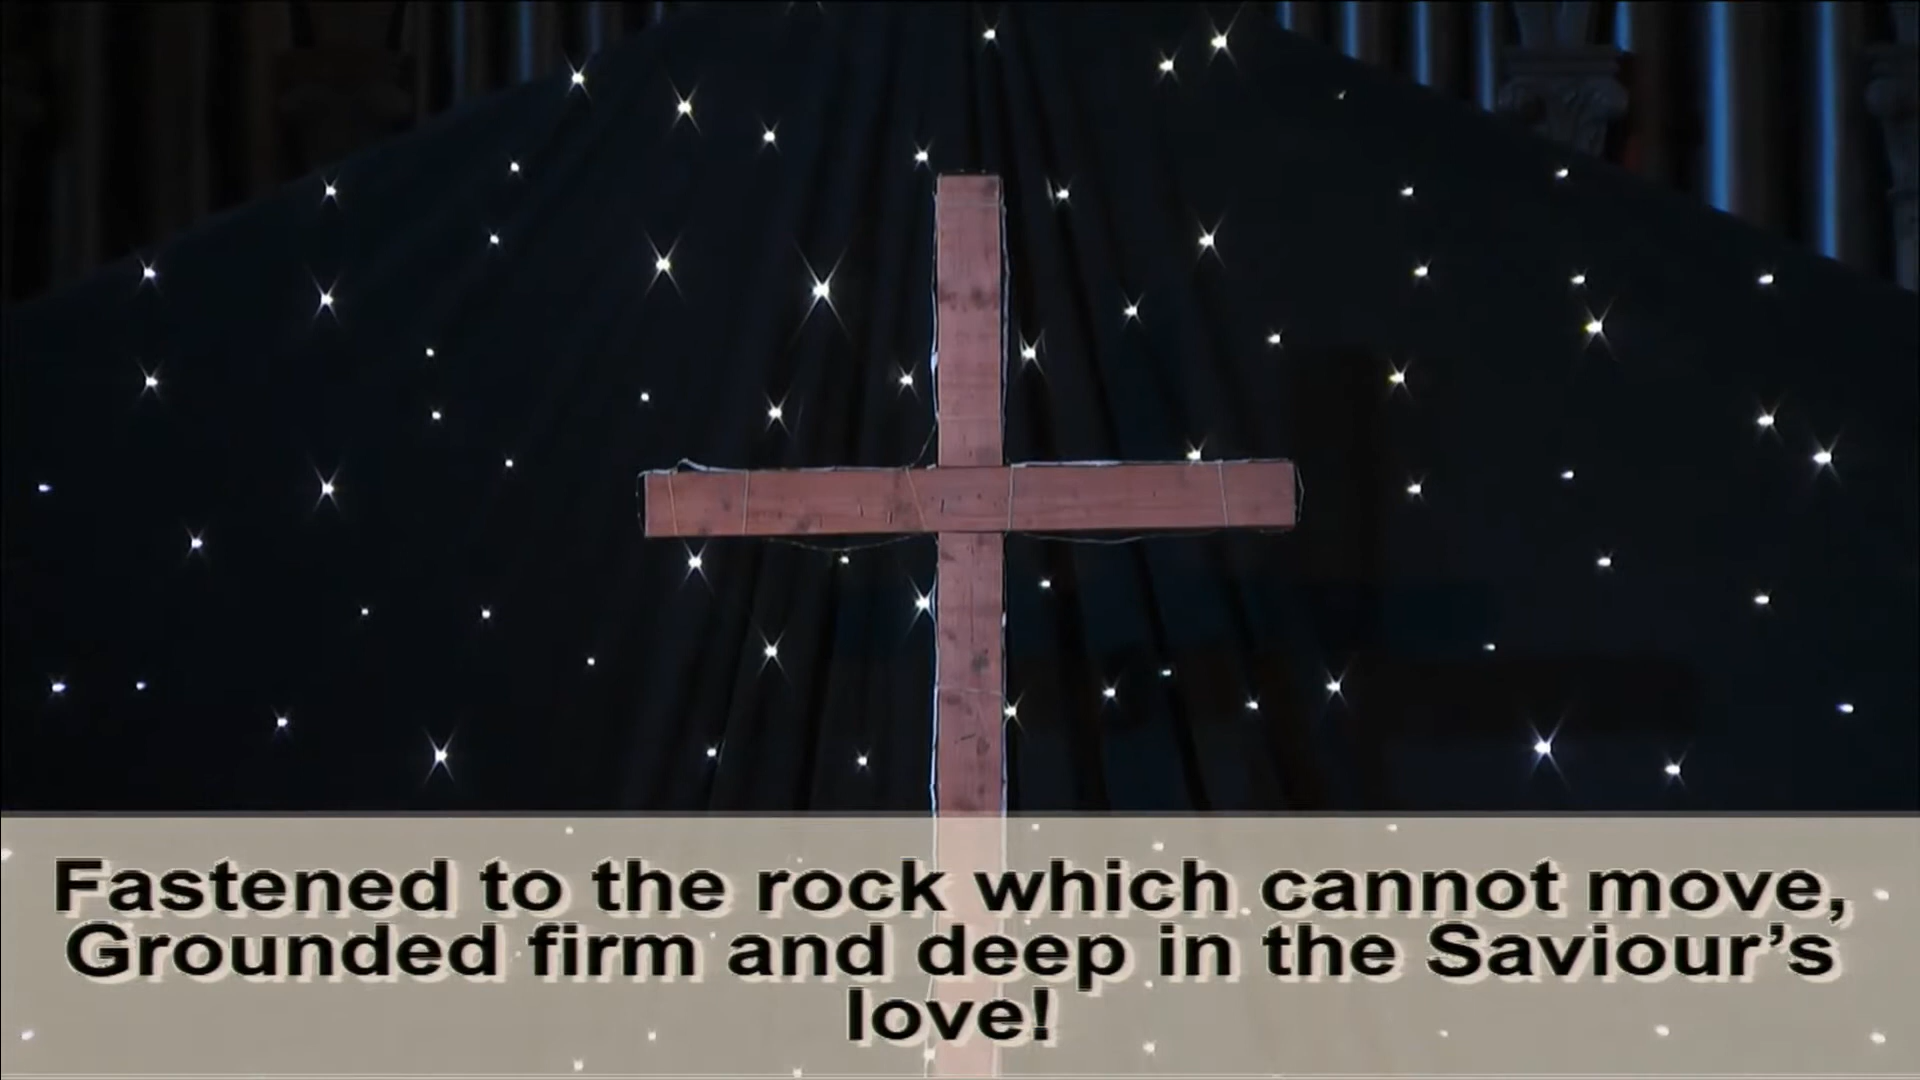 Fastened to the rock which cannot move,
Grounded firm and deep in the Saviour’s
love!